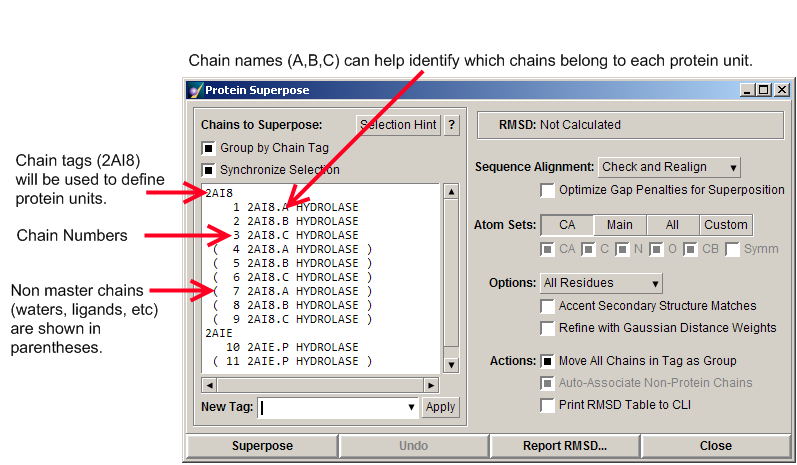 Chain names (A,B,C) can help identify which chains belong to each protein unit.
Protein Superpose
Chains to Superpose:
Selection Hint
?
Group by Chain Tag
Synchronize Selection
Chain tags (2AI8)
will be used to define
protein units.
Chain Numbers
Non master chains
(waters, ligands, etc)
are shown in
parentheses.
2AI8
1 2AI8.A HYDROLASE
2 2AI8.B HYDROLASE
3 2AI8.C HYDROLASE
( 4 2AI8.A HYDROLASE )
( 5 2AI8.B HYDROLASE )
( 6 2AI8.C HYDROLASE )
( 7 2AI8.A HYDROLASE )
( 8 2AI8.B HYDROLASE )
( 9 2AI8.C HYDROLASE )
2AIE
10 2AIE.P HYDROLASE
( 11 2AIE.P HYDROLASE )
New Tag:
Apply
RMSD: Not Calculated
Sequence Alignment: Check and Realign
Optimize Gap Penalties for Superposition
Atom Sets: CA Main All Custom
CA C N O CB Symm
Options: All Residues
Accent Secondary Structure Matches
Refine with Gaussian Distance Weights
Actions: Move All Chains in Tag as Group
Auto-Associate Non-Protein Chains
Print RMSD Table to CLI
Superpose Undo Report RMSD... Close